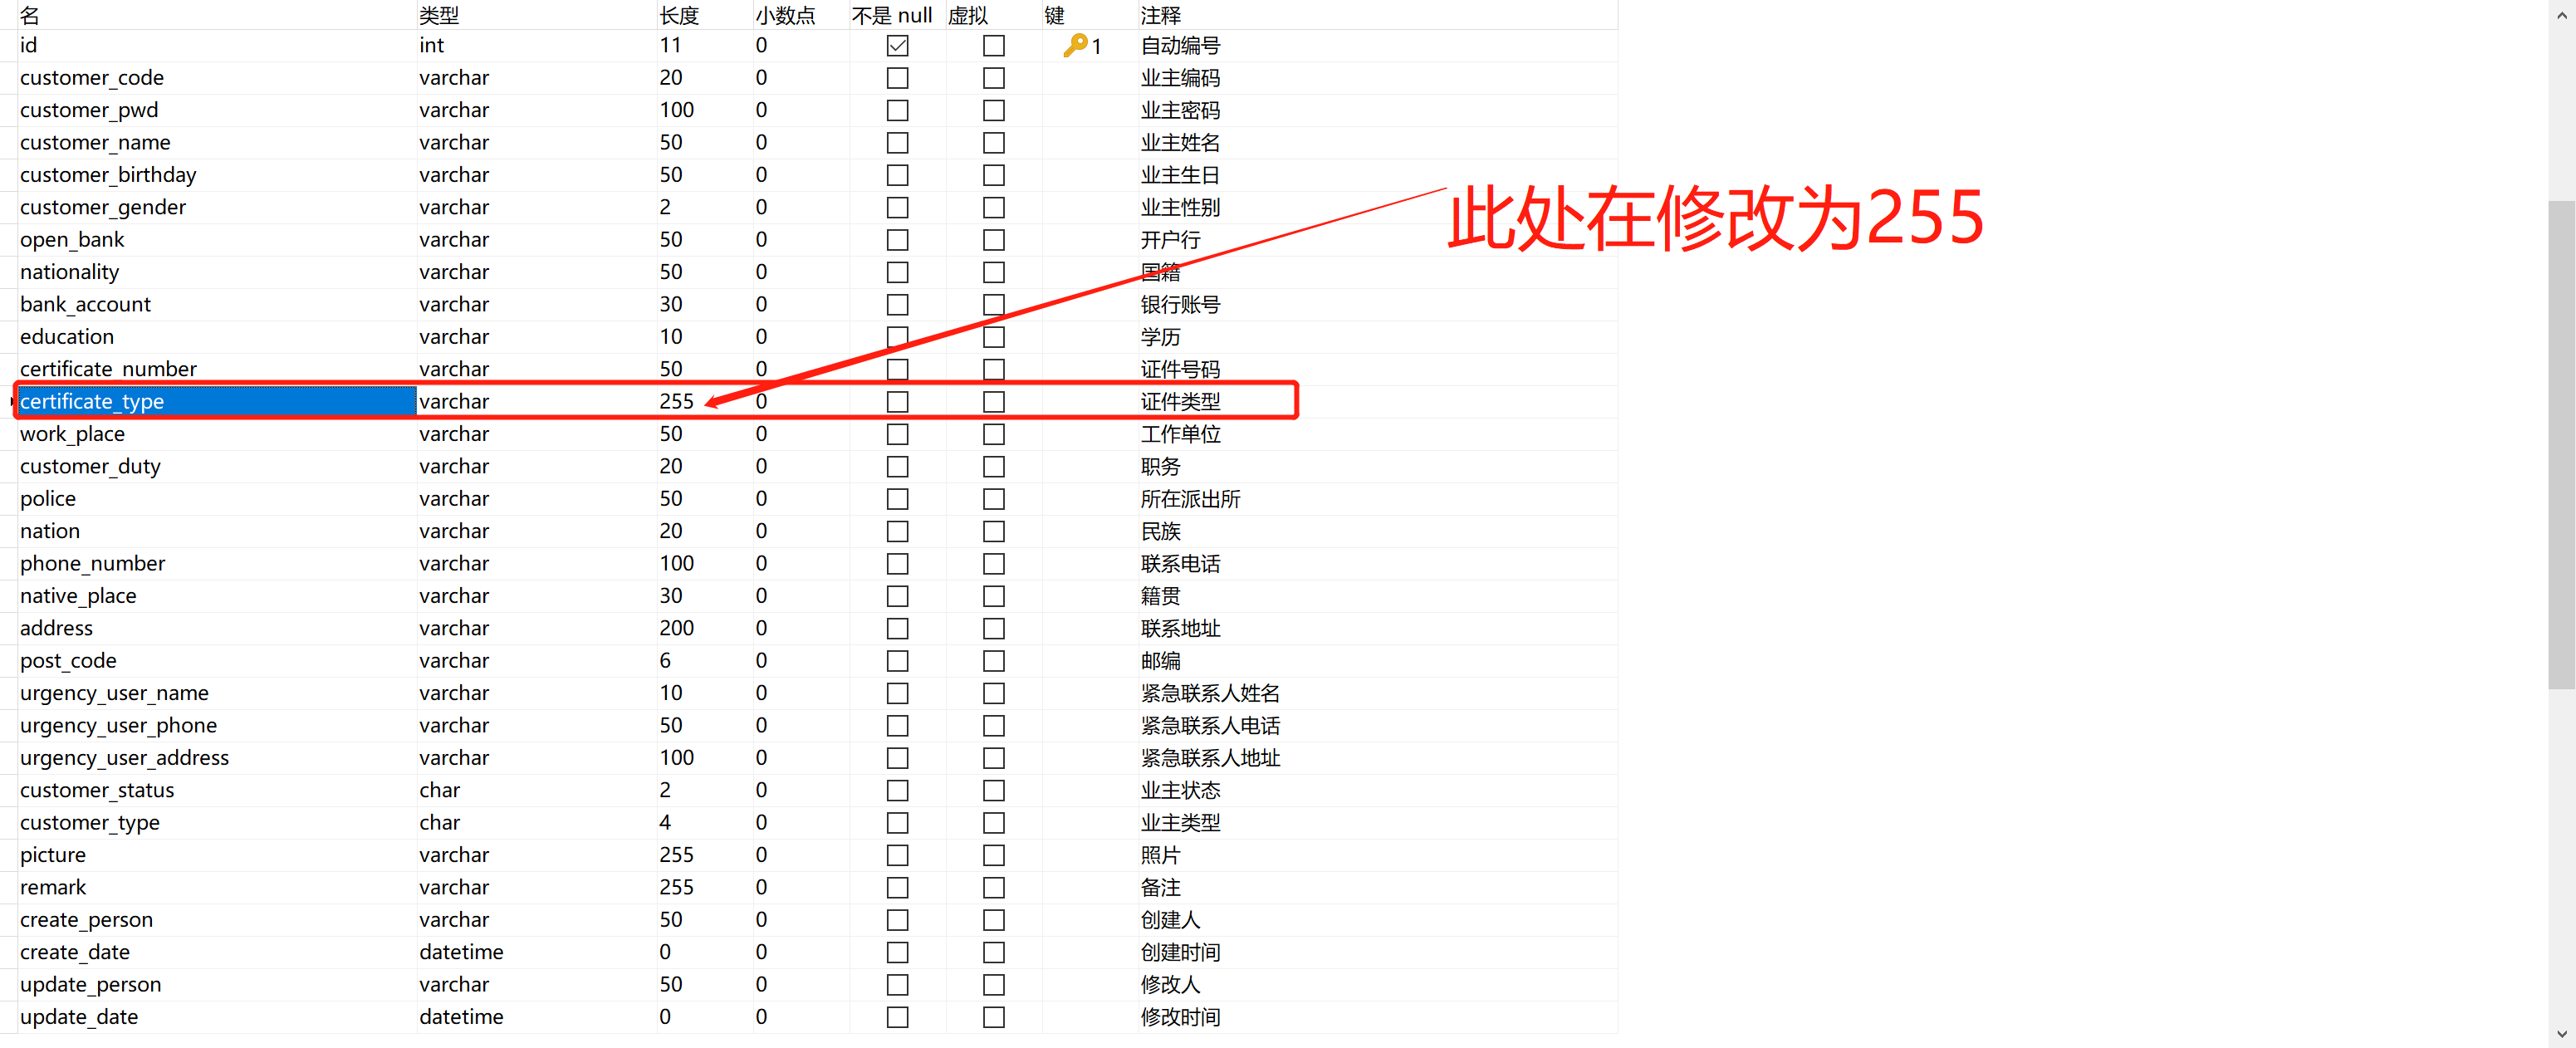 名 类型 长度 小数点 不是 null 虚拟 键 注释
id int 11 0 1 自动编号
customer_code varchar 20 0 业主编码
customer_pwd varchar 100 0 业主密码
customer_name varchar 50 0 业主姓名
customer_birthday varchar 50 0 业主生日
customer_gender varchar 2 0 业主性别
此处在修改为255
open_bank varchar 50 0 开户行
nationality varchar 50 0 国籍
bank_account varchar 30 0 银行账号
education varchar 10 0 学历
certificate_number varchar 50 0 证件号码
certificate_type varchar 255 0 证件类型
work_place varchar 50 0 工作单位
customer_duty varchar 20 0 职务
police varchar 50 0 所在派出所
nation varchar 20 0 民族
phone_number varchar 100 0 联系电话
native_place varchar 30 0 籍贯
address varchar 200 0 联系地址
post_code varchar 6 0 邮编
urgency_user_name varchar 10 0 紧急联系人姓名
urgency_user_phone varchar 50 0 紧急联系人电话
urgency_user_address varchar 100 0 紧急联系人地址
customer_status char 2 0 业主状态
customer_type char 4 0 业主类型
picture varchar 255 0 照片
remark varchar 255 0 备注
create_person varchar 50 0 创建人
create_date datetime 0 0 创建时间
update_person varchar 50 0 修改人
update_date datetime 0 0 修改时间